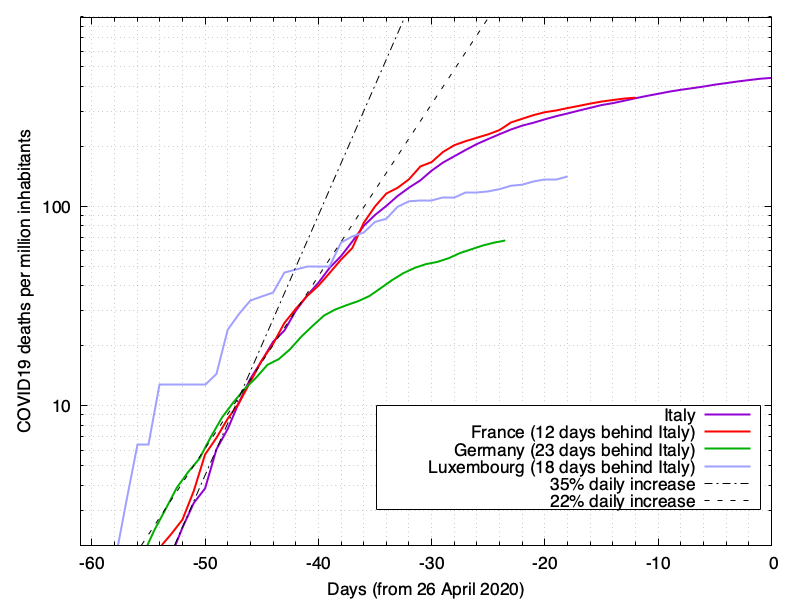 COVID19 deaths per million inhabitants
100
10
Italy
France (12 days behind Italy)
Germany (23 days behind Italy)
Luxembourg (18 days behind Italy)
35% daily increase
22% daily increase
-60 -50 -40 -30 -20 -10 0
Days (from 26 April 2020)